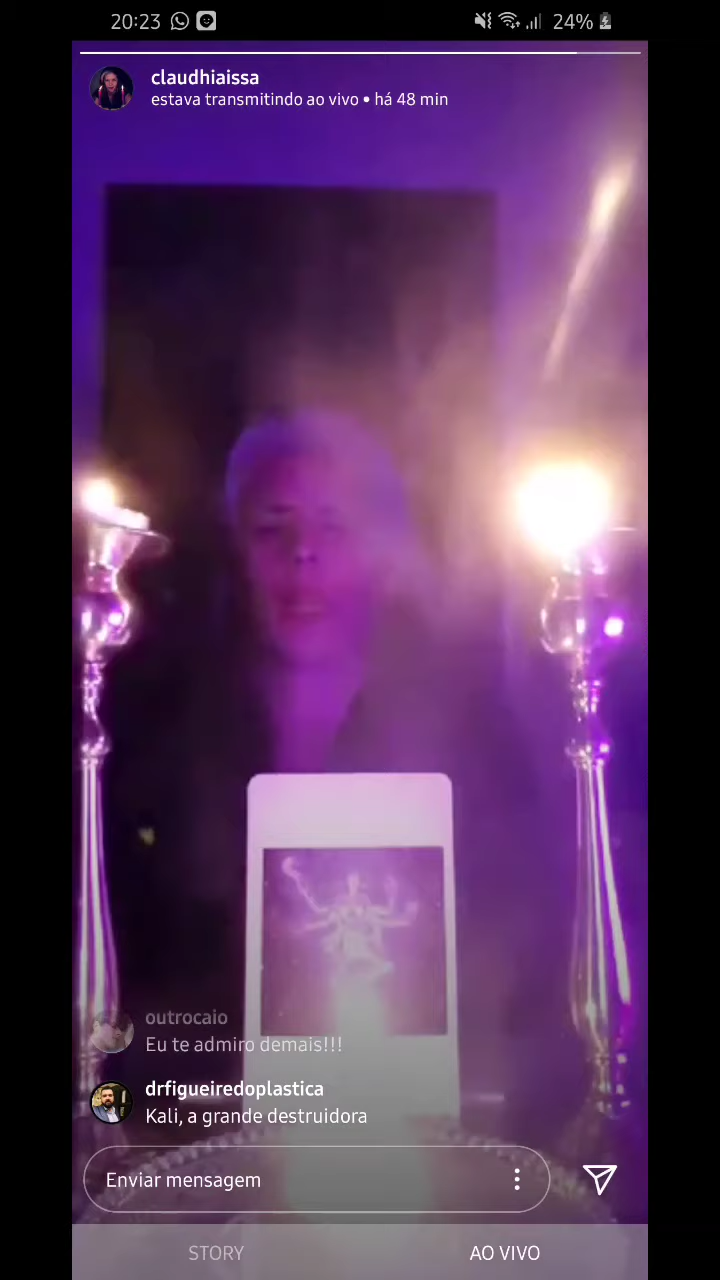 20:23
24%
claudhiaissa
estava transmitindo ao vivo • há 48 min
outrocaio
Eu te admiro demais!!!
drfigueiredoplastica
Kali, a grande destruidora
Enviar mensagem
STORY
AO VIVO